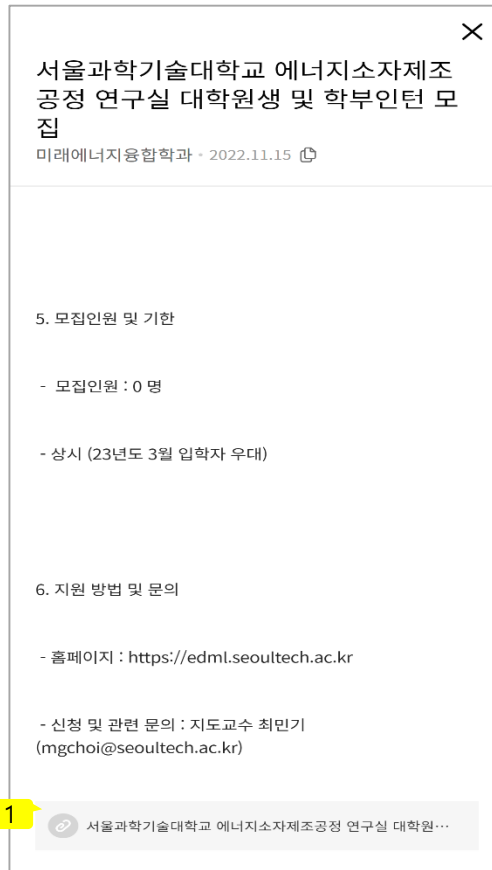 서울과학기술대학교 에너지소자제조
공정 연구실 대학원생 및 학부인턴 모
집
미래에너지융합학과 · 2022.11.15
5. 모집인원 및 기한
- 모집인원 : 0 명
- 상시 (23년도 3월 입학자 우대)
6. 지원 방법 및 문의
- 홈페이지 : https://edml.seoultech.ac.kr
- 신청 및 관련 문의 : 지도교수 최민기
(mgchoi@seoultech.ac.kr)
1
서울과학기술대학교 에너지소자제조공정 연구실 대학원…